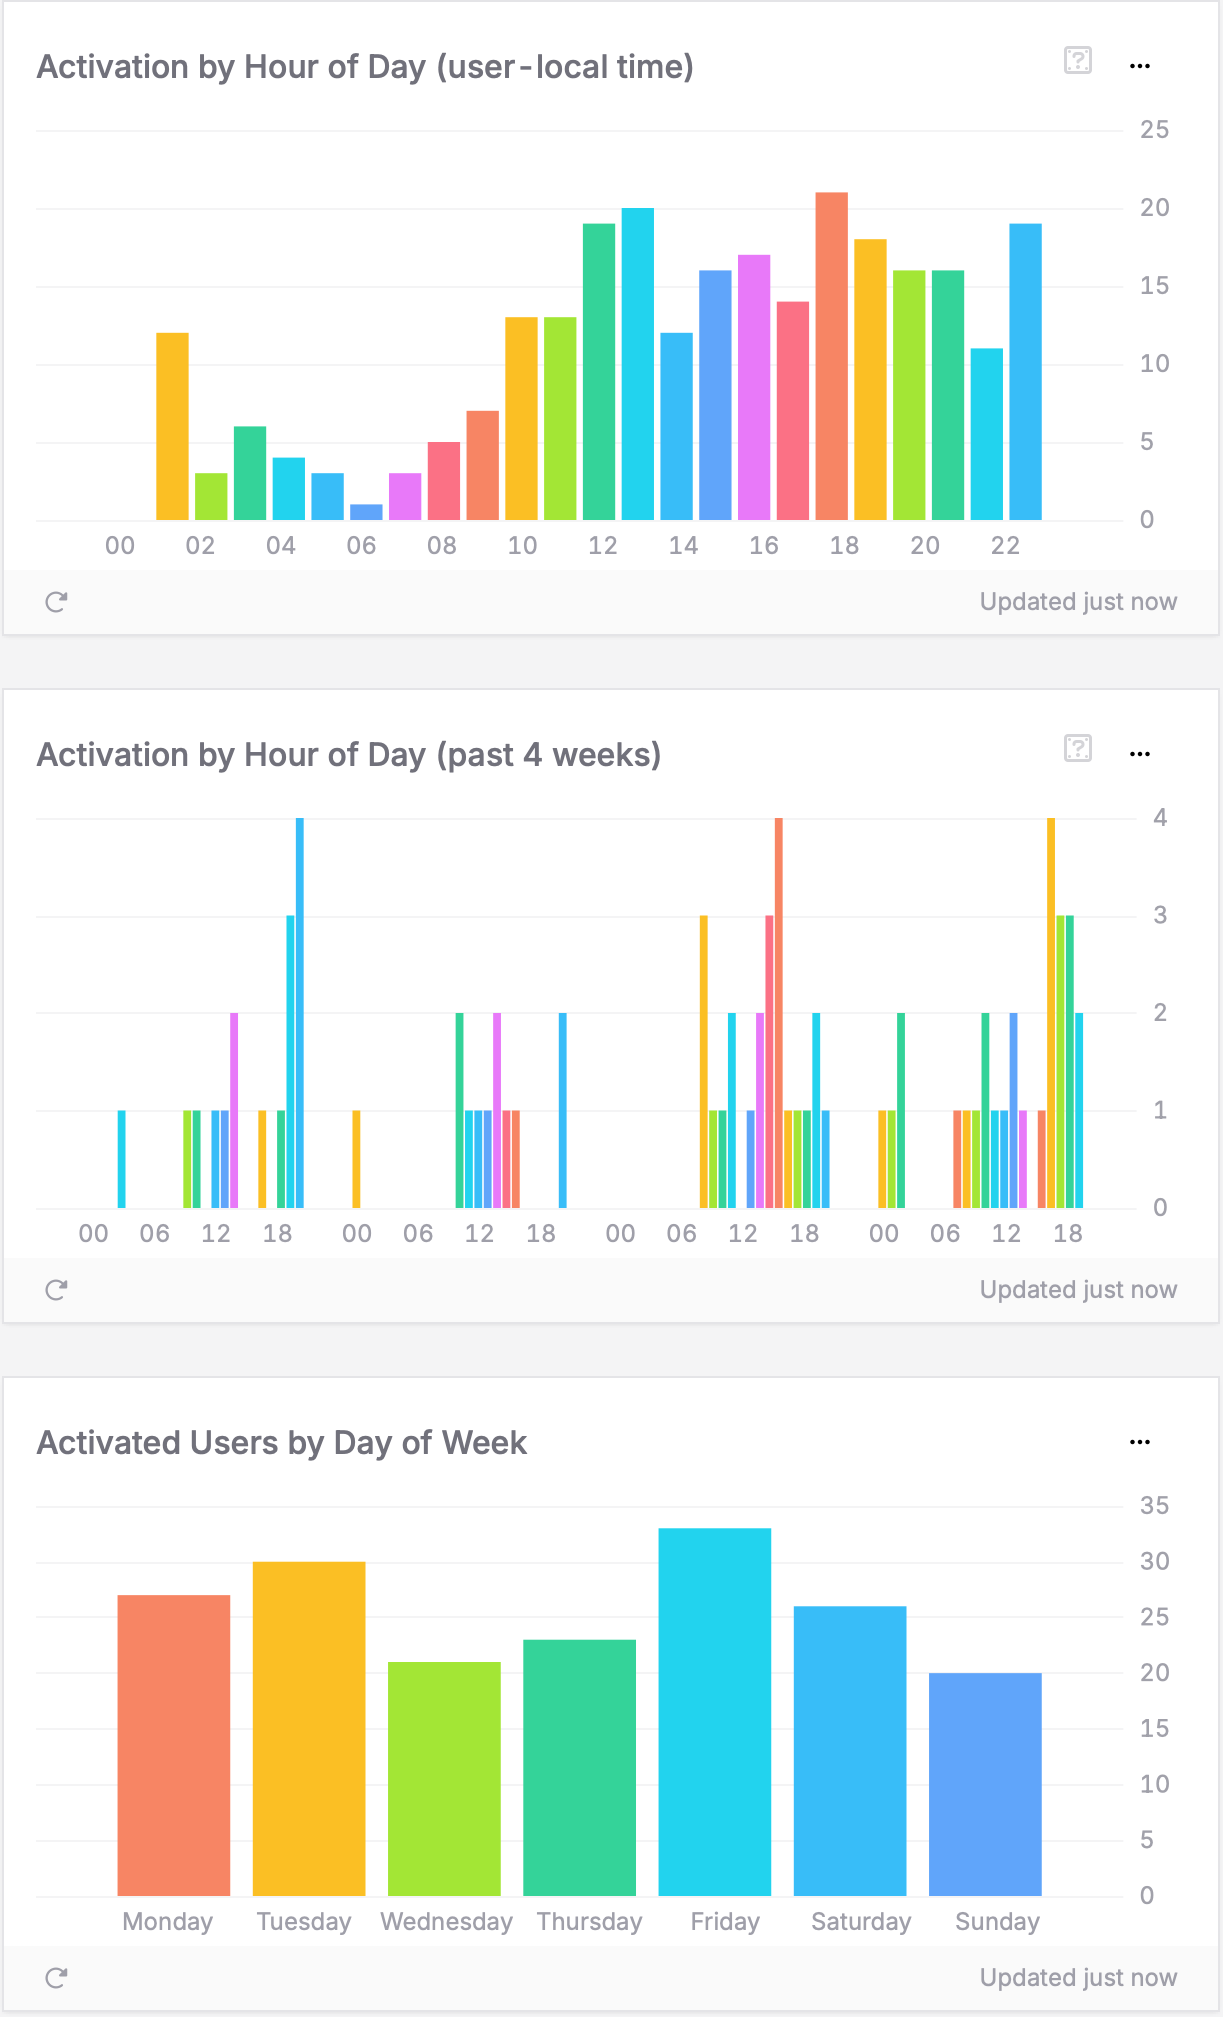 Activation by Hour of Day (user-local time)
?
...
25
20
15
10
5
0
00 02 04 06 08 10 12 14 16 18 20 22
Updated just now
Activation by Hour of Day (past 4 weeks)
?
...
4
3
2
1
0
00 06 12 18 00 06 12 18 00 06 12 18 00 06 12 18
Updated just now
Activated Users by Day of Week
...
35
30
25
20
15
10
5
0
Monday Tuesday Wednesday Thursday Friday Saturday Sunday
Updated just now